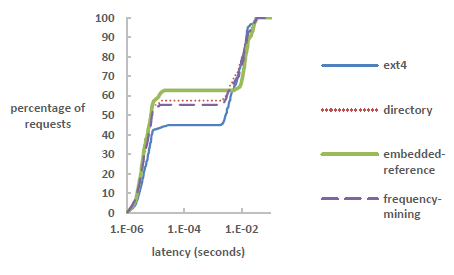 100
90
80
70
60
50
40
30
20
10
0
percentage of
requests
1.E-06
1.E-04
1.E-02
latency (seconds)
ext4
directory
embedded-
reference
frequency-
mining